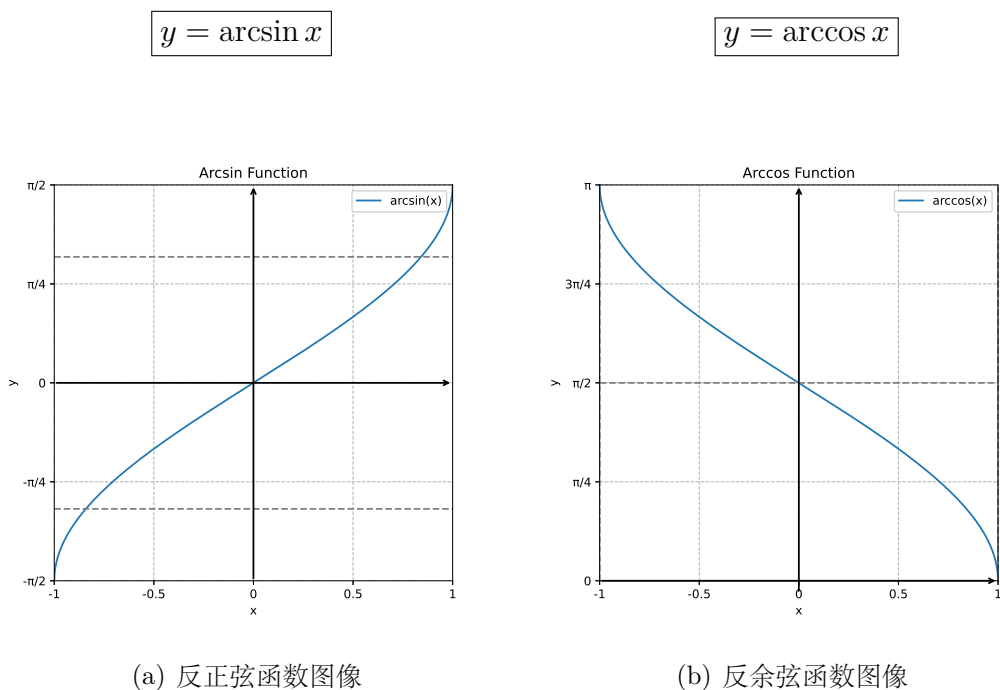 y = arcsin x
y = arccos x
Arcsin Function
π/2
π/4
0
-π/4
-π/2
y
-1
-0.5
0
0.5
1
x
arcsin(x)
Arccos Function
π
3π/4
π/2
π/4
0
y
-1
-0.5
0
0.5
1
x
arccos(x)
(a) 反正弦函数图像
(b) 反余弦函数图像